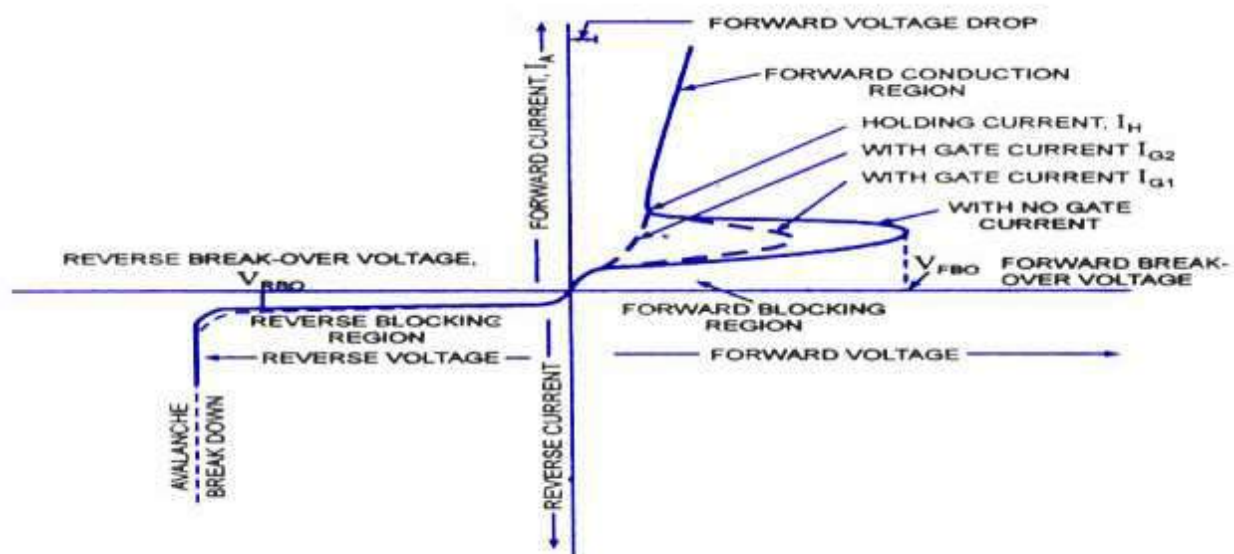 FORWARD VOLTAGE DROP
FORWARD CURRENT, I_A
FORWARD CONDUCTION
REGION
HOLDING CURRENT, I_H
WITH GATE CURRENT I_G2
WITH GATE CURRENT I_G1
WITH NO GATE
CURRENT
REVERSE BREAK-OVER VOLTAGE,
V_RBO
V_FBO
FORWARD BREAK-
OVER VOLTAGE
REVERSE BLOCKING
REGION
FORWARD BLOCKING
REGION
REVERSE VOLTAGE
FORWARD VOLTAGE
AVALANCHE
BREAK DOWN
REVERSE CURRENT